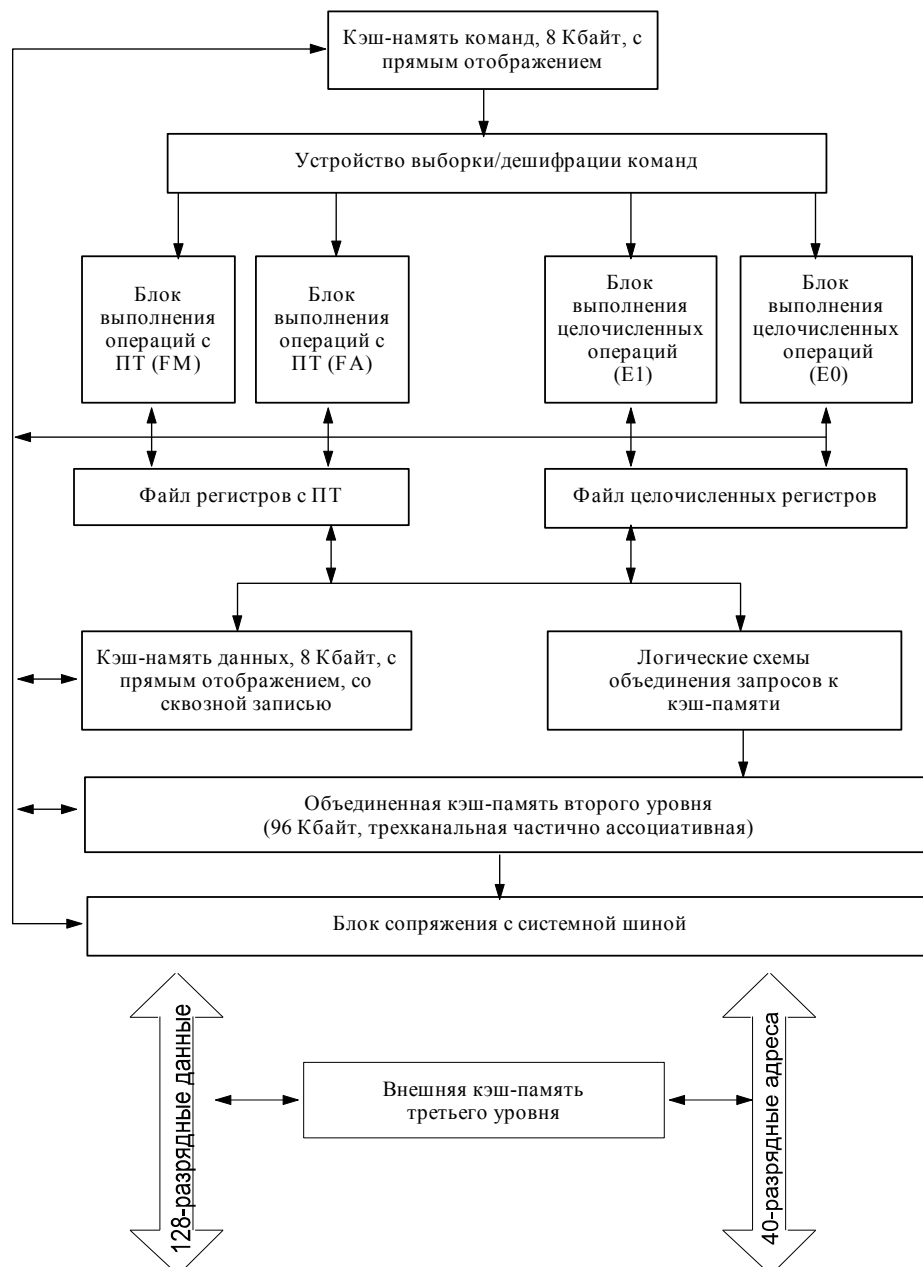 Кэш-намять команд, 8 Кбайт, с
прямым отображением
Устройство выборки/дешифрации команд
Блок
выполнения
операций с
ПТ (FM)
Блок
выполнения
операций с
ПТ (FA)
Блок
выполнения
целочисленных
операций
(E1)
Блок
выполнения
целочисленных
операций
(E0)
Файл регистров с ПТ
Файл целочисленных регистров
Кэш-намять данных, 8 Кбайт, с
прямым отображением, со
сквозной записью
Логические схемы
объединения запросов к
кэш-памяти
Объединенная кэш-память второго уровня
(96 Кбайт, трехканальная частично ассоциативная)
Блок сопряжения с системной шиной
128-разрядные данные
Внешняя кэш-память
третьего уровня
40-разрядные адреса